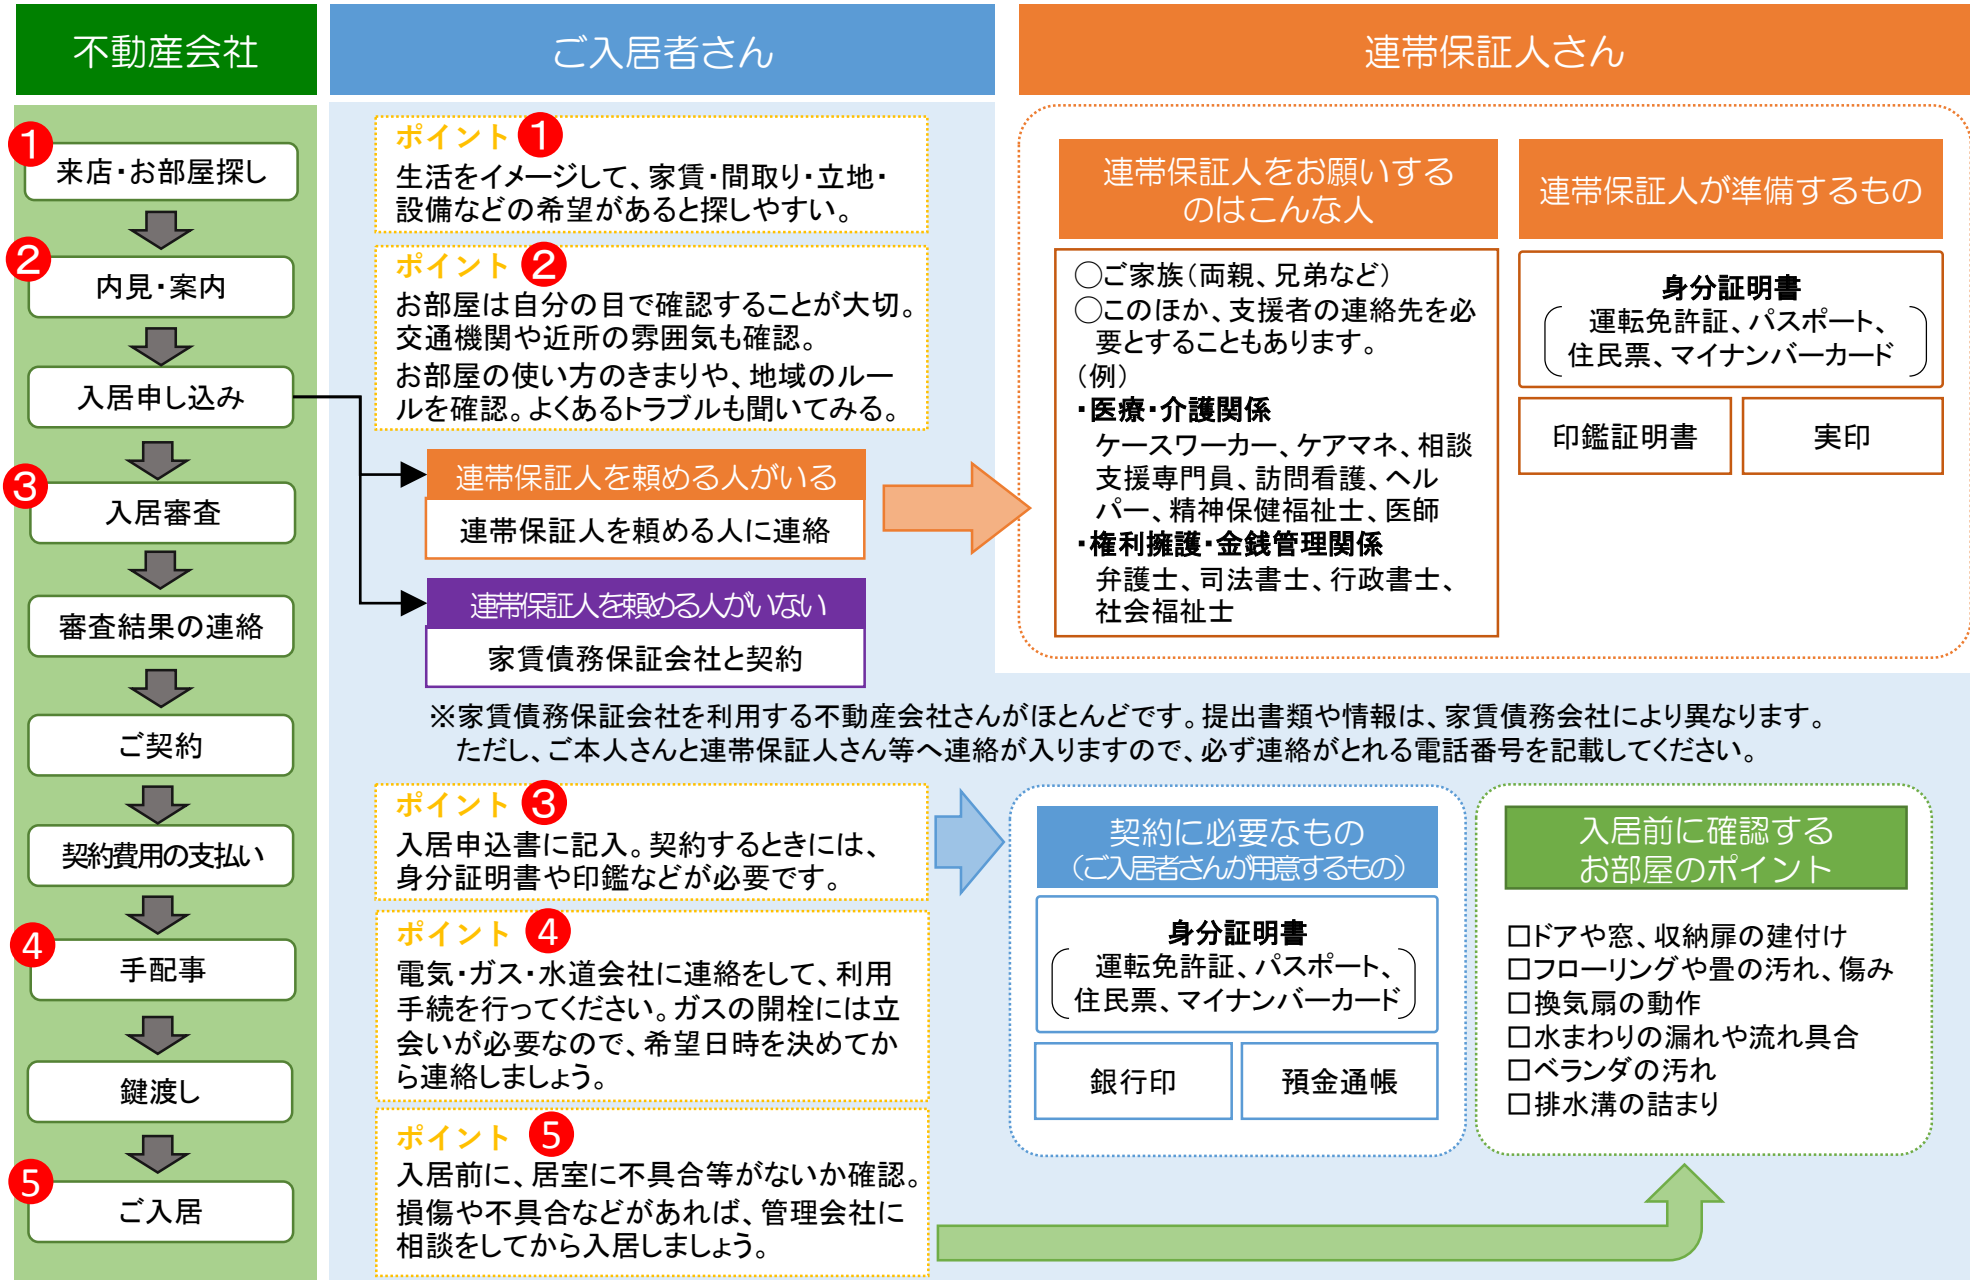 不動産会社
ご入居者さん
連帯保証人さん
1
来店・お部屋探し
2
内見・案内
入居申し込み
3
入居審査
審査結果の連絡
ご契約
契約費用の支払い
4
手配事
鍵渡し
5
ご入居
ポイント 1
生活をイメージして、家賃・間取り・立地・
設備などの希望があると探しやすい。
ポイント 2
お部屋は自分の目で確認することが大切。
交通機関や近所の雰囲気も確認。
お部屋の使い方のきまりや、地域のルー
ルを確認。よくあるトラブルも聞いてみる。
連帯保証人を頼める人がいる
連帯保証人を頼める人に連絡
連帯保証人を頼める人がいない
家賃債務保証会社と契約
連帯保証人をお願いする
のはこんな人
○ご家族(両親、兄弟など)
○このほか、支援者の連絡先を必
要とすることもあります。
(例)
・医療・介護関係
ケースワーカー、ケアマネ、相談
支援専門員、訪問看護、ヘル
パー、精神保健福祉士、医師
・権利擁護・金銭管理関係
弁護士、司法書士、行政書士、
社会福祉士
連帯保証人が準備するもの
身分証明書
運転免許証、パスポート、
住民票、マイナンバーカード
印鑑証明書
実印
※家賃債務保証会社を利用する不動産会社さんがほとんどです。提出書類や情報は、家賃債務会社により異なります。
ただし、ご本人さんと連帯保証人さん等へ連絡が入りますので、必ず連絡がとれる電話番号を記載してください。
ポイント 3
入居申込書に記入。契約するときには、
身分証明書や印鑑などが必要です。
ポイント 4
電気・ガス・水道会社に連絡をして、利用
手続を行ってください。ガスの開栓には立
会いが必要なので、希望日時を決めてか
ら連絡しましょう。
ポイント 5
入居前に、居室に不具合等がないか確認。
損傷や不具合などがあれば、管理会社に
相談をしてから入居しましょう。
契約に必要なもの
(ご入居者さんが用意するもの)
身分証明書
運転免許証、パスポート、
住民票、マイナンバーカード
銀行印
預金通帳
入居前に確認する
お部屋のポイント
□ドアや窓、収納扉の建付け
□フローリングや畳の汚れ、傷み
□換気扇の動作
□水まわりの漏れや流れ具合
□ベランダの汚れ
□排水溝の詰まり